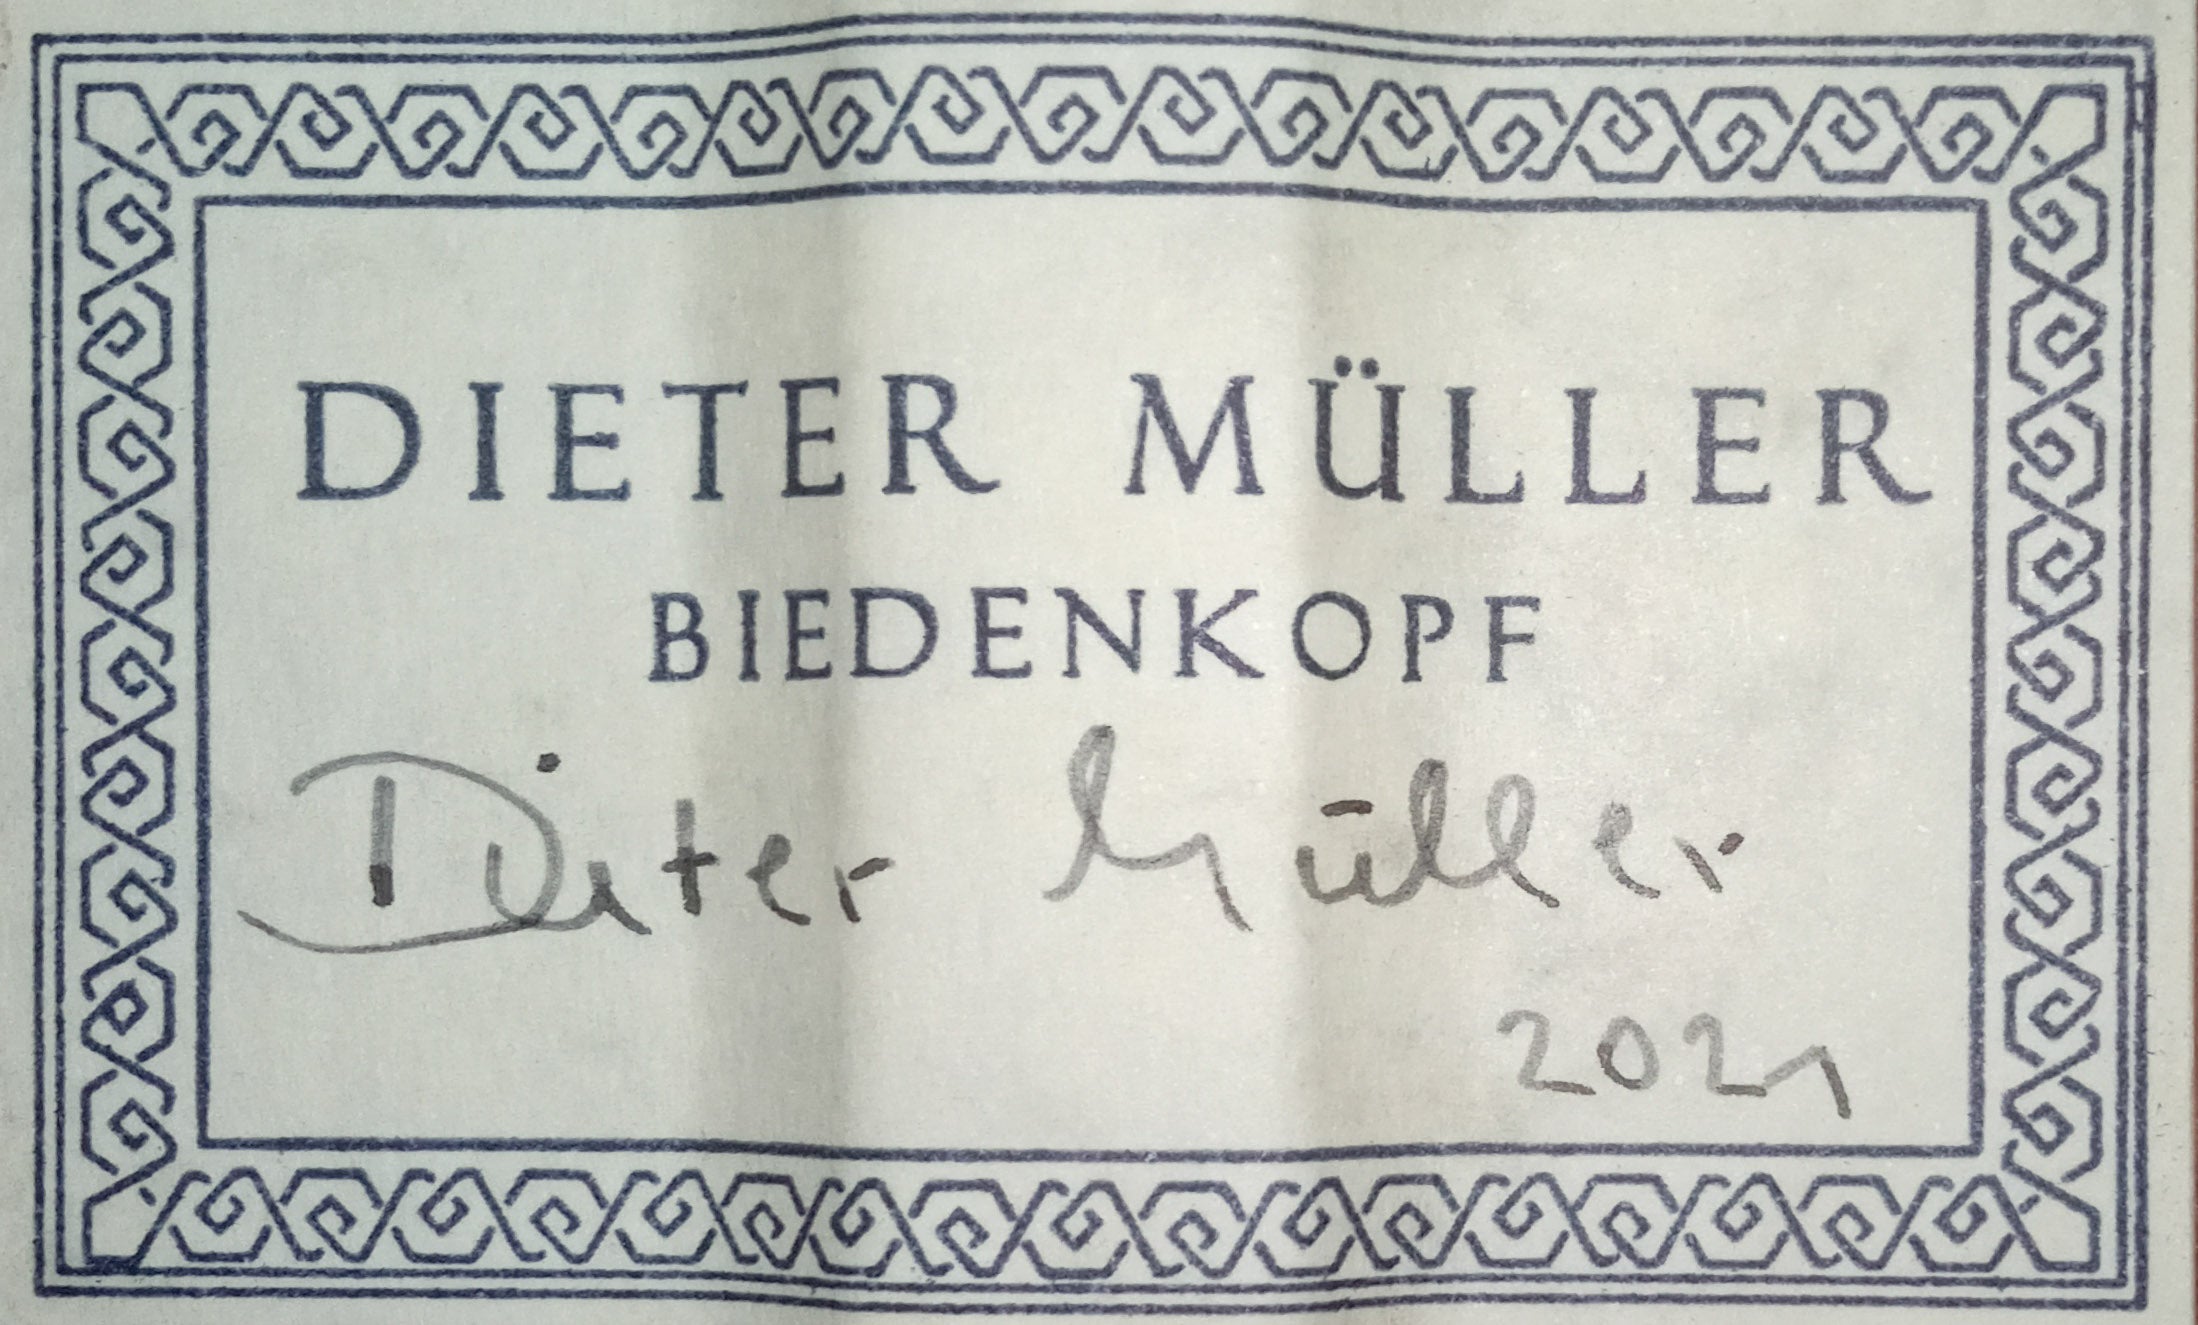 DIETER MÜLLER
BIEDENKOPF
Dieter Müller
2021